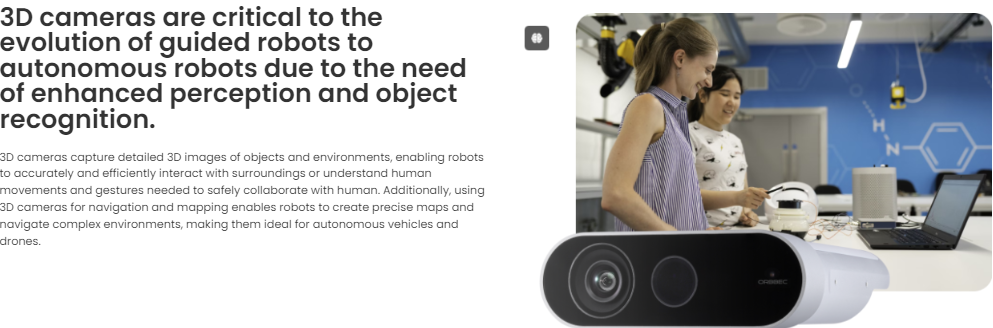 3D cameras are critical to the
evolution of guided robots to
autonomous robots due to the need
of enhanced perception and object
recognition.
3D cameras capture detailed 3D images of objects and environments, enabling robots
to accurately and efficiently interact with surroundings or understand human
movements and gestures needed to safely collaborate with human. Additionally, using
3D cameras for navigation and mapping enables robots to create precise maps and
navigate complex environments, making them ideal for autonomous vehicles and
drones.
H
N
ORBBEC